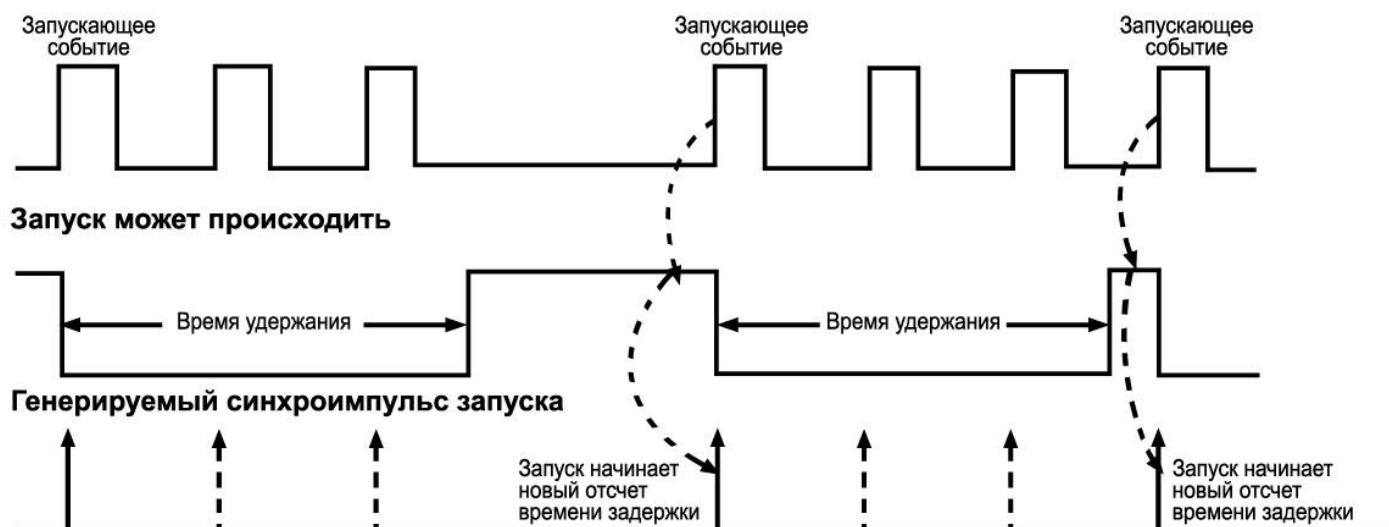 Запускающее
событие
Запускающее
событие
Запускающее
событие
Запуск может происходить
Время удержания
Время удержания
Генерируемый синхроимпульс запуска
Запуск начинает
новый отсчет
времени задержки
Запуск начинает
новый отсчет
времени задержки